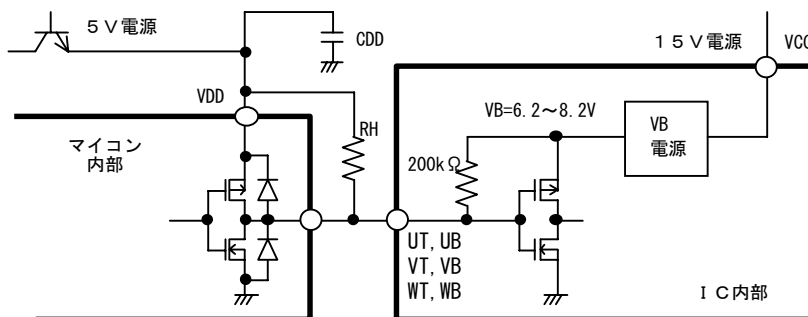 5V電源
CDD
15V電源
VCC
VDD
VB=6.2～8.2V
RH
VB
電源
マイコン
内部
200kΩ
UT, UB
VT, VB
WT, WB
IC内部